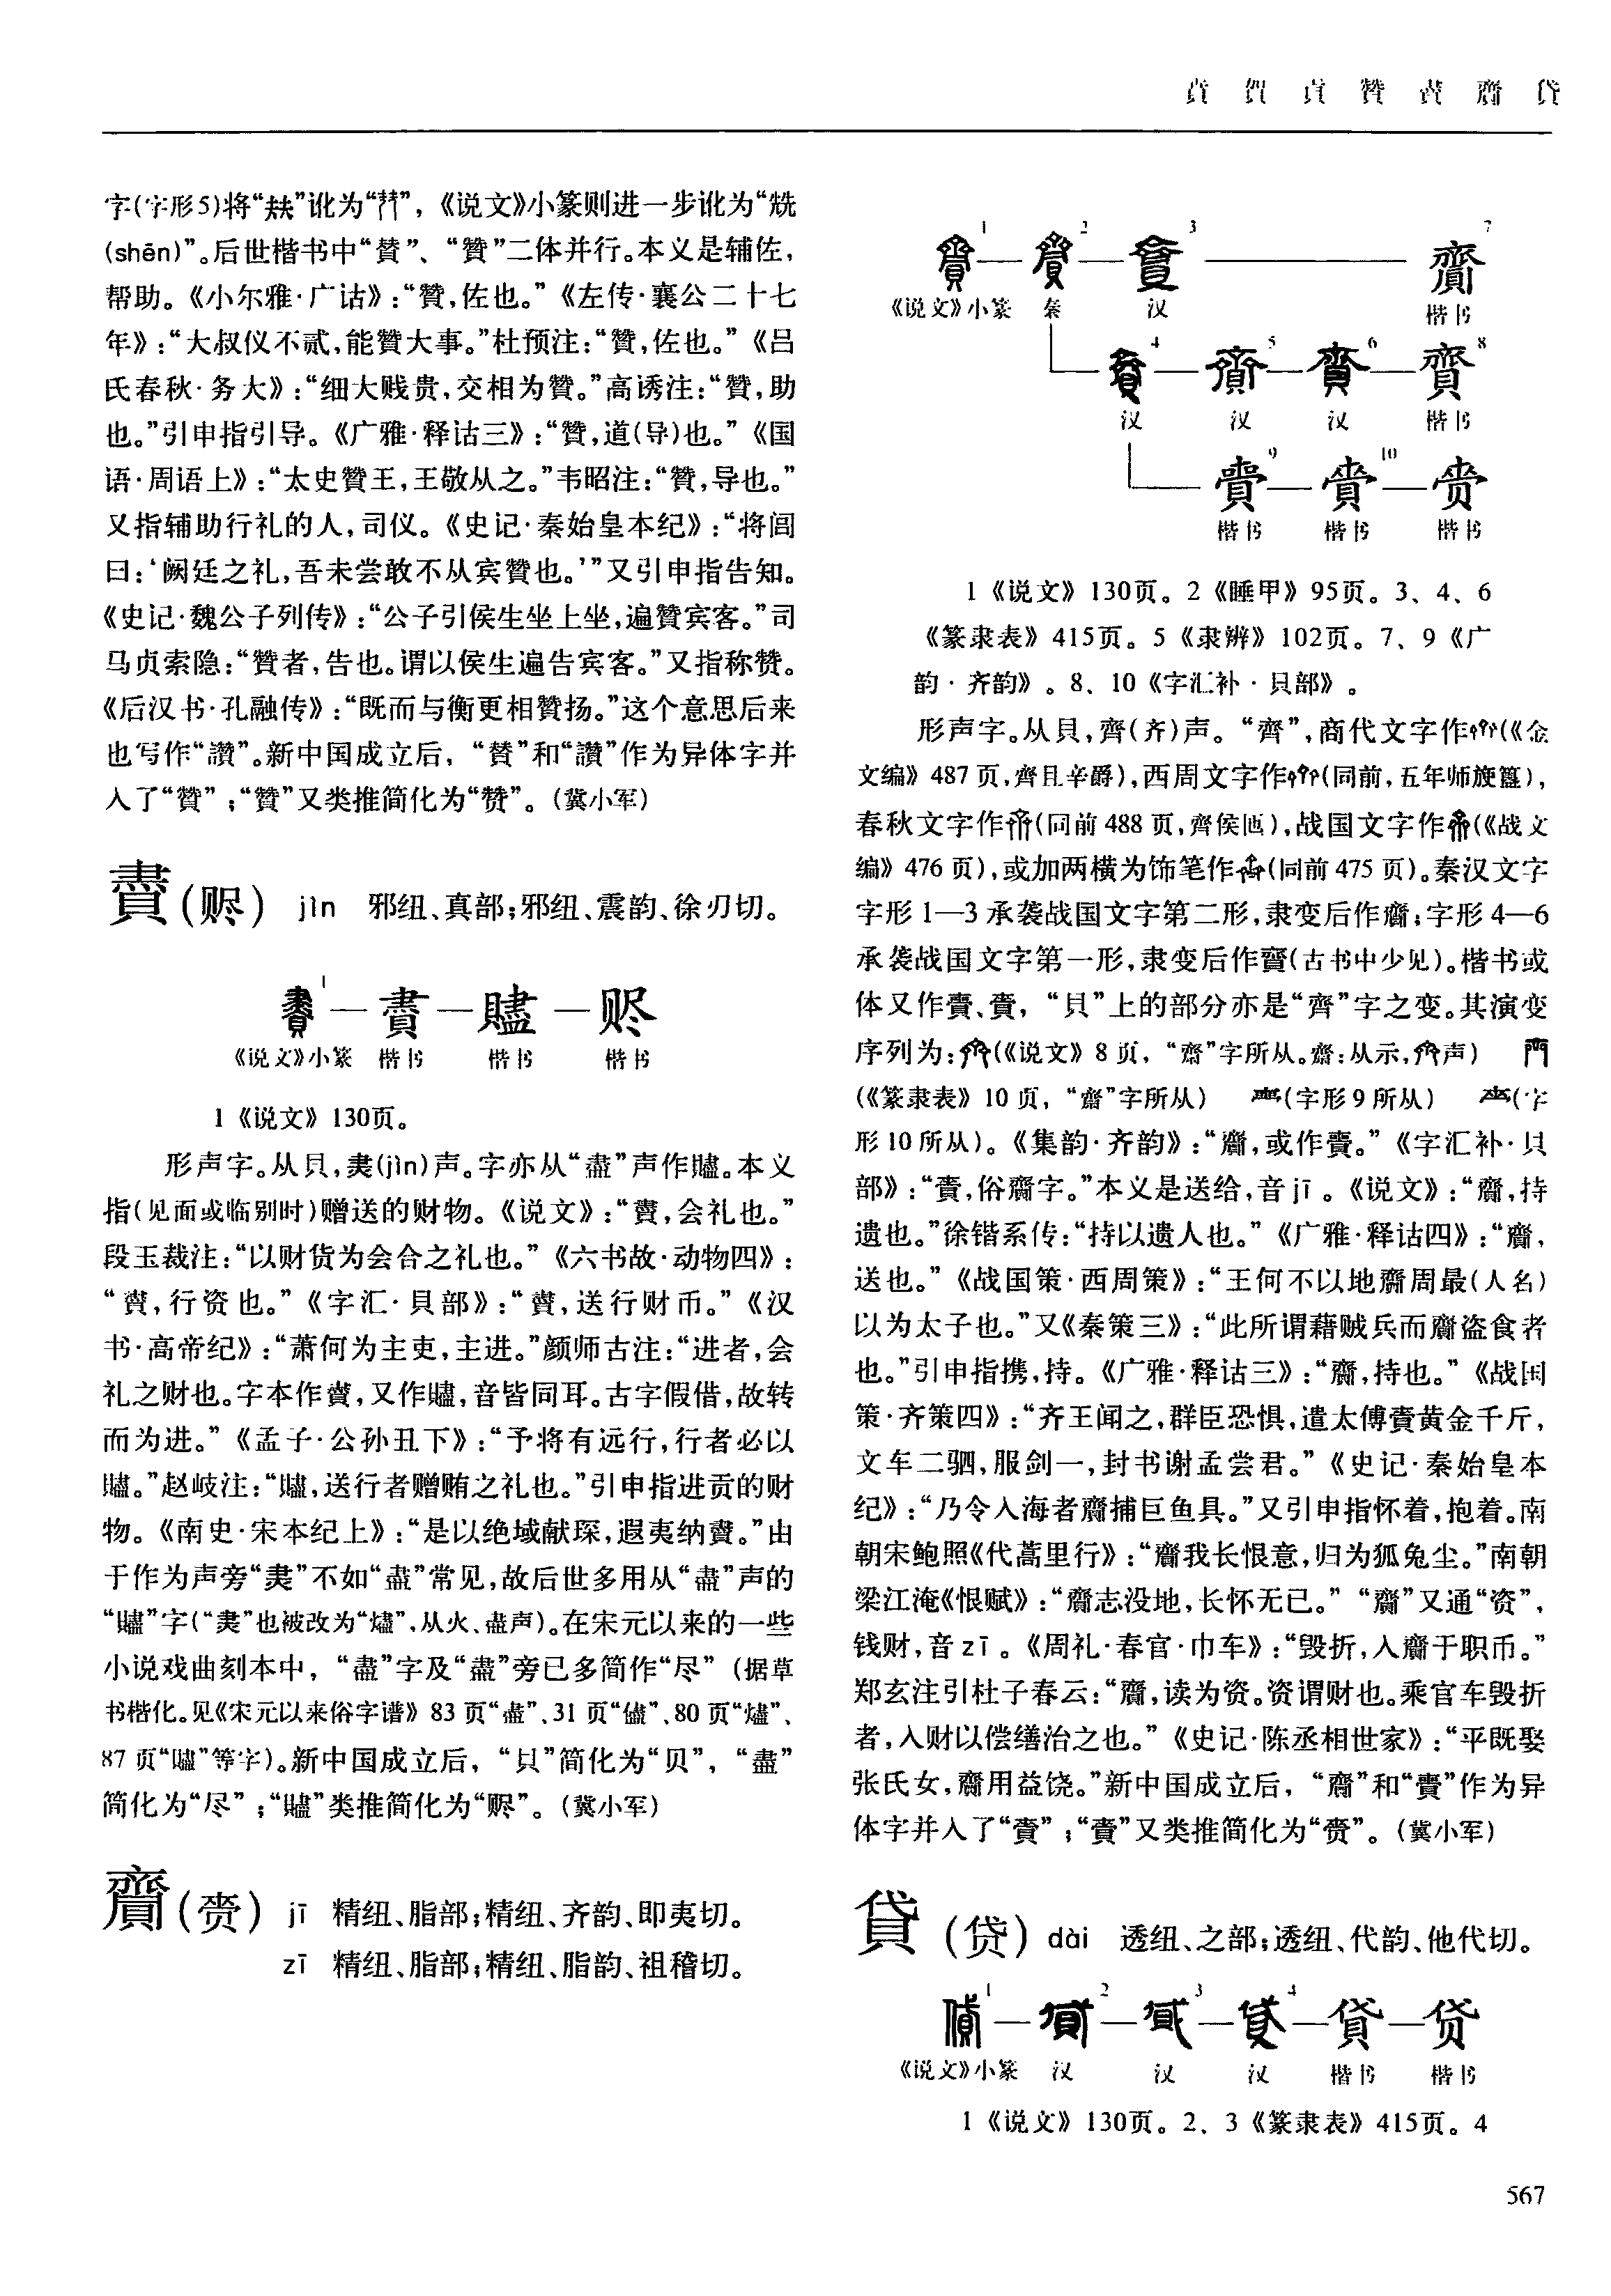 貨 賀 貢 贊 賮 齎 貸
字(字形5)将“㚘”讹为“”,《说文》小篆则进一步讹为“兟
(shēn)”。后世楷书中“賛”、“贊”二体并行。本义是辅佐,
帮助。《小尔雅·广诂》:“贊,佐也。”《左传·襄公二十七
年》:“大叔仪不贰,能贊大事。”杜预注:“贊,佐也。”《吕
氏春秋·务大》:“细大贱贵,交相为贊。”高诱注:“贊,助
也。”引申指引导。《广雅·释诂三》:“贊,道(导)也。”《国
语·周语上》:“太史贊王,王敬从之。”韦昭注:“贊,导也。”
又指辅助行礼的人,司仪。《史记·秦始皇本纪》:“将闾
曰:‘阙廷之礼,吾未尝敢不从宾贊也。’”又引申指告知。
《史记·魏公子列传》:“公子引侯生坐上坐,遍贊宾客。”司
马贞索隐:“贊者,告也。谓以侯生遍告宾客。”又指称赞。
《后汉书·孔融传》:“既而与衡更相贊扬。”这个意思后来
也写作“讚”。新中国成立后,“賛”和“讚”作为异体字并
入了“贊”;“贊”又类推简化为“赞”。(冀小军)
賮(赆) jìn 邪纽、真部;邪纽、震韵、徐刃切。
1
賮—賮—贐—赆
《说文》小篆 楷书 楷书 楷书
1《说文》130页。
形声字。从貝,㶳(jìn)声。字亦从“盡”声作贐。本义
指(见面或临别时)赠送的财物。《说文》:“賮,会礼也。”
段玉裁注:“以财货为会合之礼也。”《六书故·动物四》:
“賮,行资也。”《字汇·貝部》:“賮,送行财币。”《汉
书·高帝纪》:“萧何为主吏,主进。”颜师古注:“进者,会
礼之财也。字本作賮,又作贐,音皆同耳。古字假借,故转
而为进。”《孟子·公孙丑下》:“予将有远行,行者必以
贐。”赵岐注:“贐,送行者赠贿之礼也。”引申指进贡的财
物。《南史·宋本纪上》:“是以绝域献琛,遐夷纳賮。”由
于作为声旁“㶳”不如“盡”常见,故后世多用从“盡”声的
“贐”字(“㶳”也被改为“燼”,从火、盡声)。在宋元以来的一些
小说戏曲刻本中,“盡”字及“盡”旁已多简作“尽”(据草
书楷化。见《宋元以来俗字谱》83页“盡”、31页“儘”、80页“燼”、
87页“贐”等字)。新中国成立后,“貝”简化为“贝”,“盡”
简化为“尽”;“贐”类推简化为“赆”。(冀小军)
齎(赍) jī 精纽、脂部;精纽、齐韵、即夷切。
zī 精纽、脂部;精纽、脂韵、祖稽切。
1 2 3 7
《说文》小篆 秦 汉 楷书
4 5 6 8
汉 汉 汉 楷书
9 10
楷书 楷书 楷书
1《说文》130页。2《睡甲》95页。3、4、6
《篆隶表》415页。5《隶辨》102页。7、9《广
韵·齐韵》。8、10《字汇补·貝部》。
形声字。从貝,齊(齐)声。“齊”,商代文字作(《金
文编》487页,齊且辛爵),西周文字作(同前,五年师旋簋),
春秋文字作(同前488页,齊侯匜),战国文字作(《战文
编》476页),或加两横为饰笔作(同前475页)。秦汉文字
字形1—3承袭战国文字第二形,隶变后作齎;字形4—6
承袭战国文字第一形,隶变后作(古书中少见)。楷书或
体又作賷、賫,“貝”上的部分亦是“齊”字之变。其演变
序列为:(《说文》8页,“齋”字所从。齋:从示,声)
(《篆隶表》10页,“齋”字所从) (字形9所从) (字
形10所从)。《集韵·齐韵》:“齎,或作賷。”《字汇补·貝
部》:“賫,俗齎字。”本义是送给,音jī。《说文》:“齎,持
遗也。”徐锴系传:“持以遗人也。”《广雅·释诂四》:“齎,
送也。”《战国策·西周策》:“王何不以地齎周最(人名)
以为太子也。”又《秦策三》:“此所谓藉贼兵而齎盗食者
也。”引申指携,持。《广雅·释诂三》:“齎,持也。”《战国
策·齐策四》:“齐王闻之,群臣恐惧,遣太傅賫黄金千斤,
文车二驷,服剑一,封书谢孟尝君。”《史记·秦始皇本
纪》:“乃令入海者齎捕巨鱼具。”又引申指怀着,抱着。南
朝宋鲍照《代蒿里行》:“齎我长恨意,归为狐兔尘。”南朝
梁江淹《恨赋》:“齎志没地,长怀无已。”“齎”又通“资”,
钱财,音zī。《周礼·春官·巾车》:“毁折,入齎于职币。”
郑玄注引杜子春云:“齎,读为资。资谓财也。乘官车毁折
者,入财以偿缮治之也。”《史记·陈丞相世家》:“平既娶
张氏女,齎用益饶。”新中国成立后,“齎”和“賷”作为异
体字并入了“賫”;“賫”又类推简化为“赍”。(冀小军)
貸(贷) dài 透纽、之部;透纽、代韵、他代切。
1 2 3 4
貸—貸—貸—貸—貸—贷
《说文》小篆 汉 汉 汉 楷书 楷书
1《说文》130页。2、3《篆隶表》415页。4
567